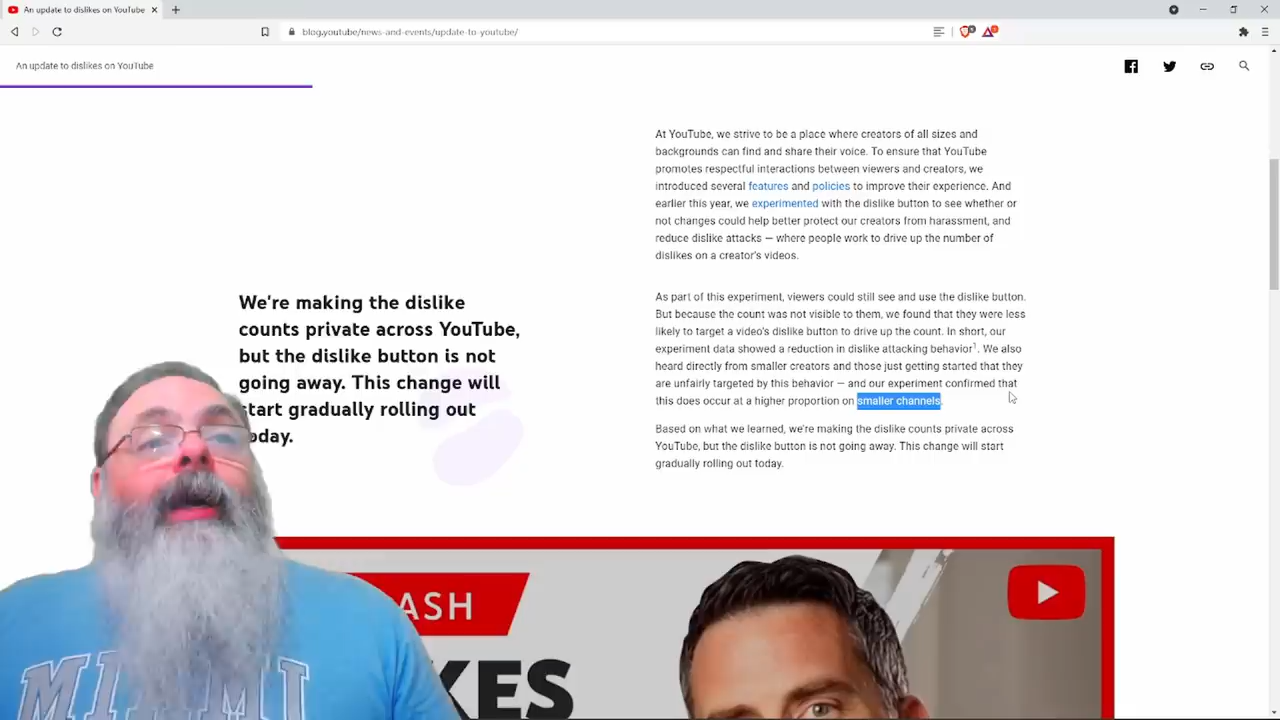 An update to dislikes on YouTube
blog.youtube/news-and-events/update-to-youtube/
An update to dislikes on YouTube
At YouTube, we strive to be a place where creators of all sizes and
backgrounds can find and share their voice. To ensure that YouTube
promotes respectful interactions between viewers and creators, we
introduced several features and policies to improve their experience. And
earlier this year, we experimented with the dislike button to see whether or
not changes could help better protect our creators from harassment, and
reduce dislike attacks — where people work to drive up the number of
dislikes on a creator's videos.
We're making the dislike
counts private across YouTube,
but the dislike button is not
going away. This change will
start gradually rolling out
today.
As part of this experiment, viewers could still see and use the dislike button.
But because the count was not visible to them, we found that they were less
likely to target a video's dislike button to drive up the count. In short, our
experiment data showed a reduction in dislike attacking behavior1. We also
heard directly from smaller creators and those just getting started that they
are unfairly targeted by this behavior — and our experiment confirmed that
this does occur at a higher proportion on smaller channels.
Based on what we learned, we're making the dislike counts private across
YouTube, but the dislike button is not going away. This change will start
gradually rolling out today.
ASH
KES
MIAMI